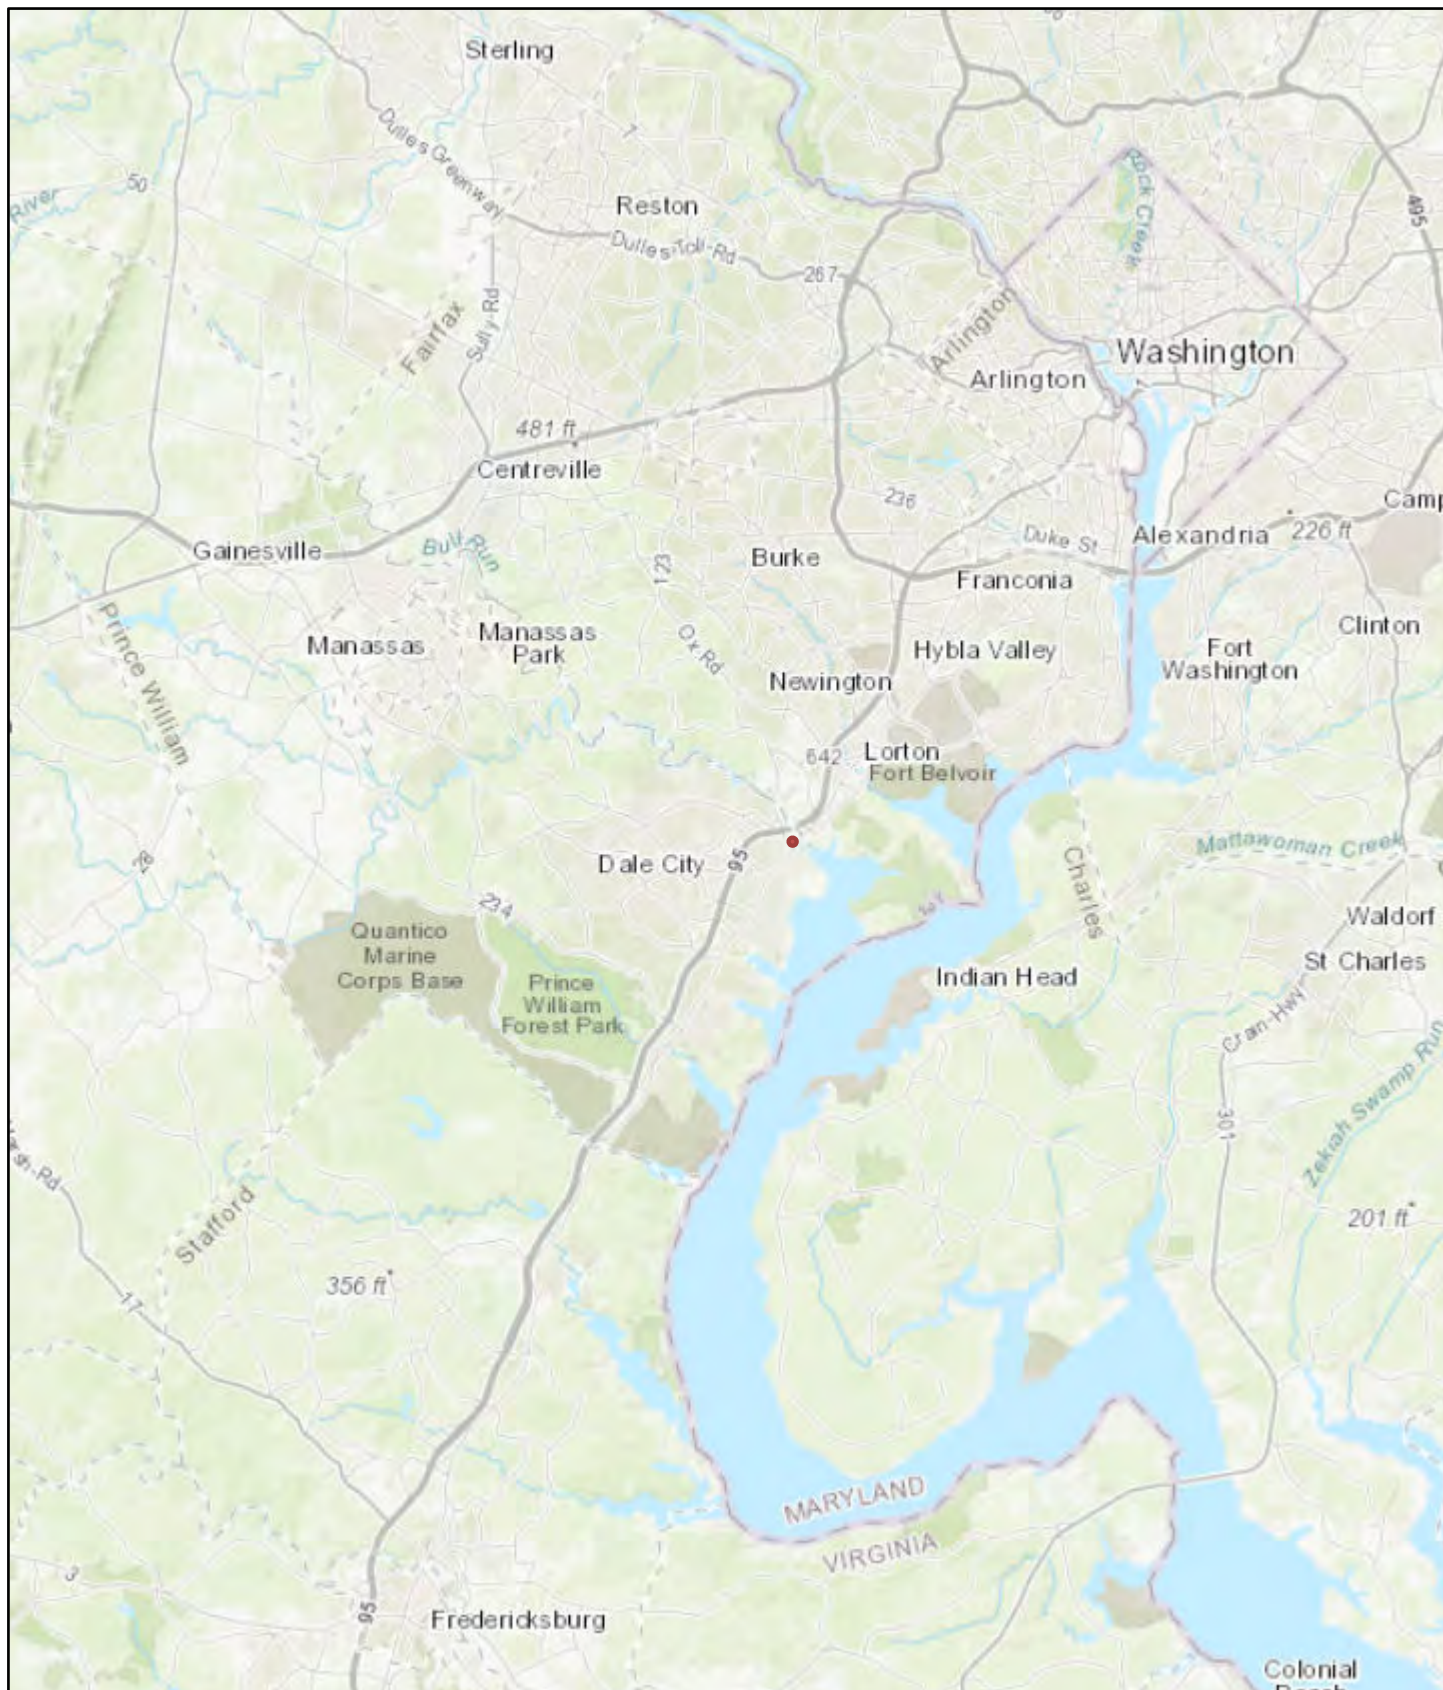 Sterling
Dulles Greenway
7
50
River
Reston
Dulles-Toll-Rd
267
Rock Creek
495
Fairfax
Sully-Rd
Arlington
Washington
Arlington
481 ft
Centreville
236
Camp
Duke St
Alexandria
226 ft
Gainesville
Bull Run
123
Burke
Franconia
Prince William
Manassas
Manassas
Park
Ox Rd
Hybla Valley
Clinton
Fort
Washington
Newington
642
Lorton
Fort Belvoir
28
Dale City
95
Charles
Mattawoman Creek
234
Quantico
Marine
Corps Base
Prince
William
Forest Park
Indian Head
Waldorf
St Charles
Crain-Hwy
301
Zekiah Swamp Run
Stafford
201 ft
356 ft
17
MARYLAND
VIRGINIA
3
95
Fredericksburg
Colonial